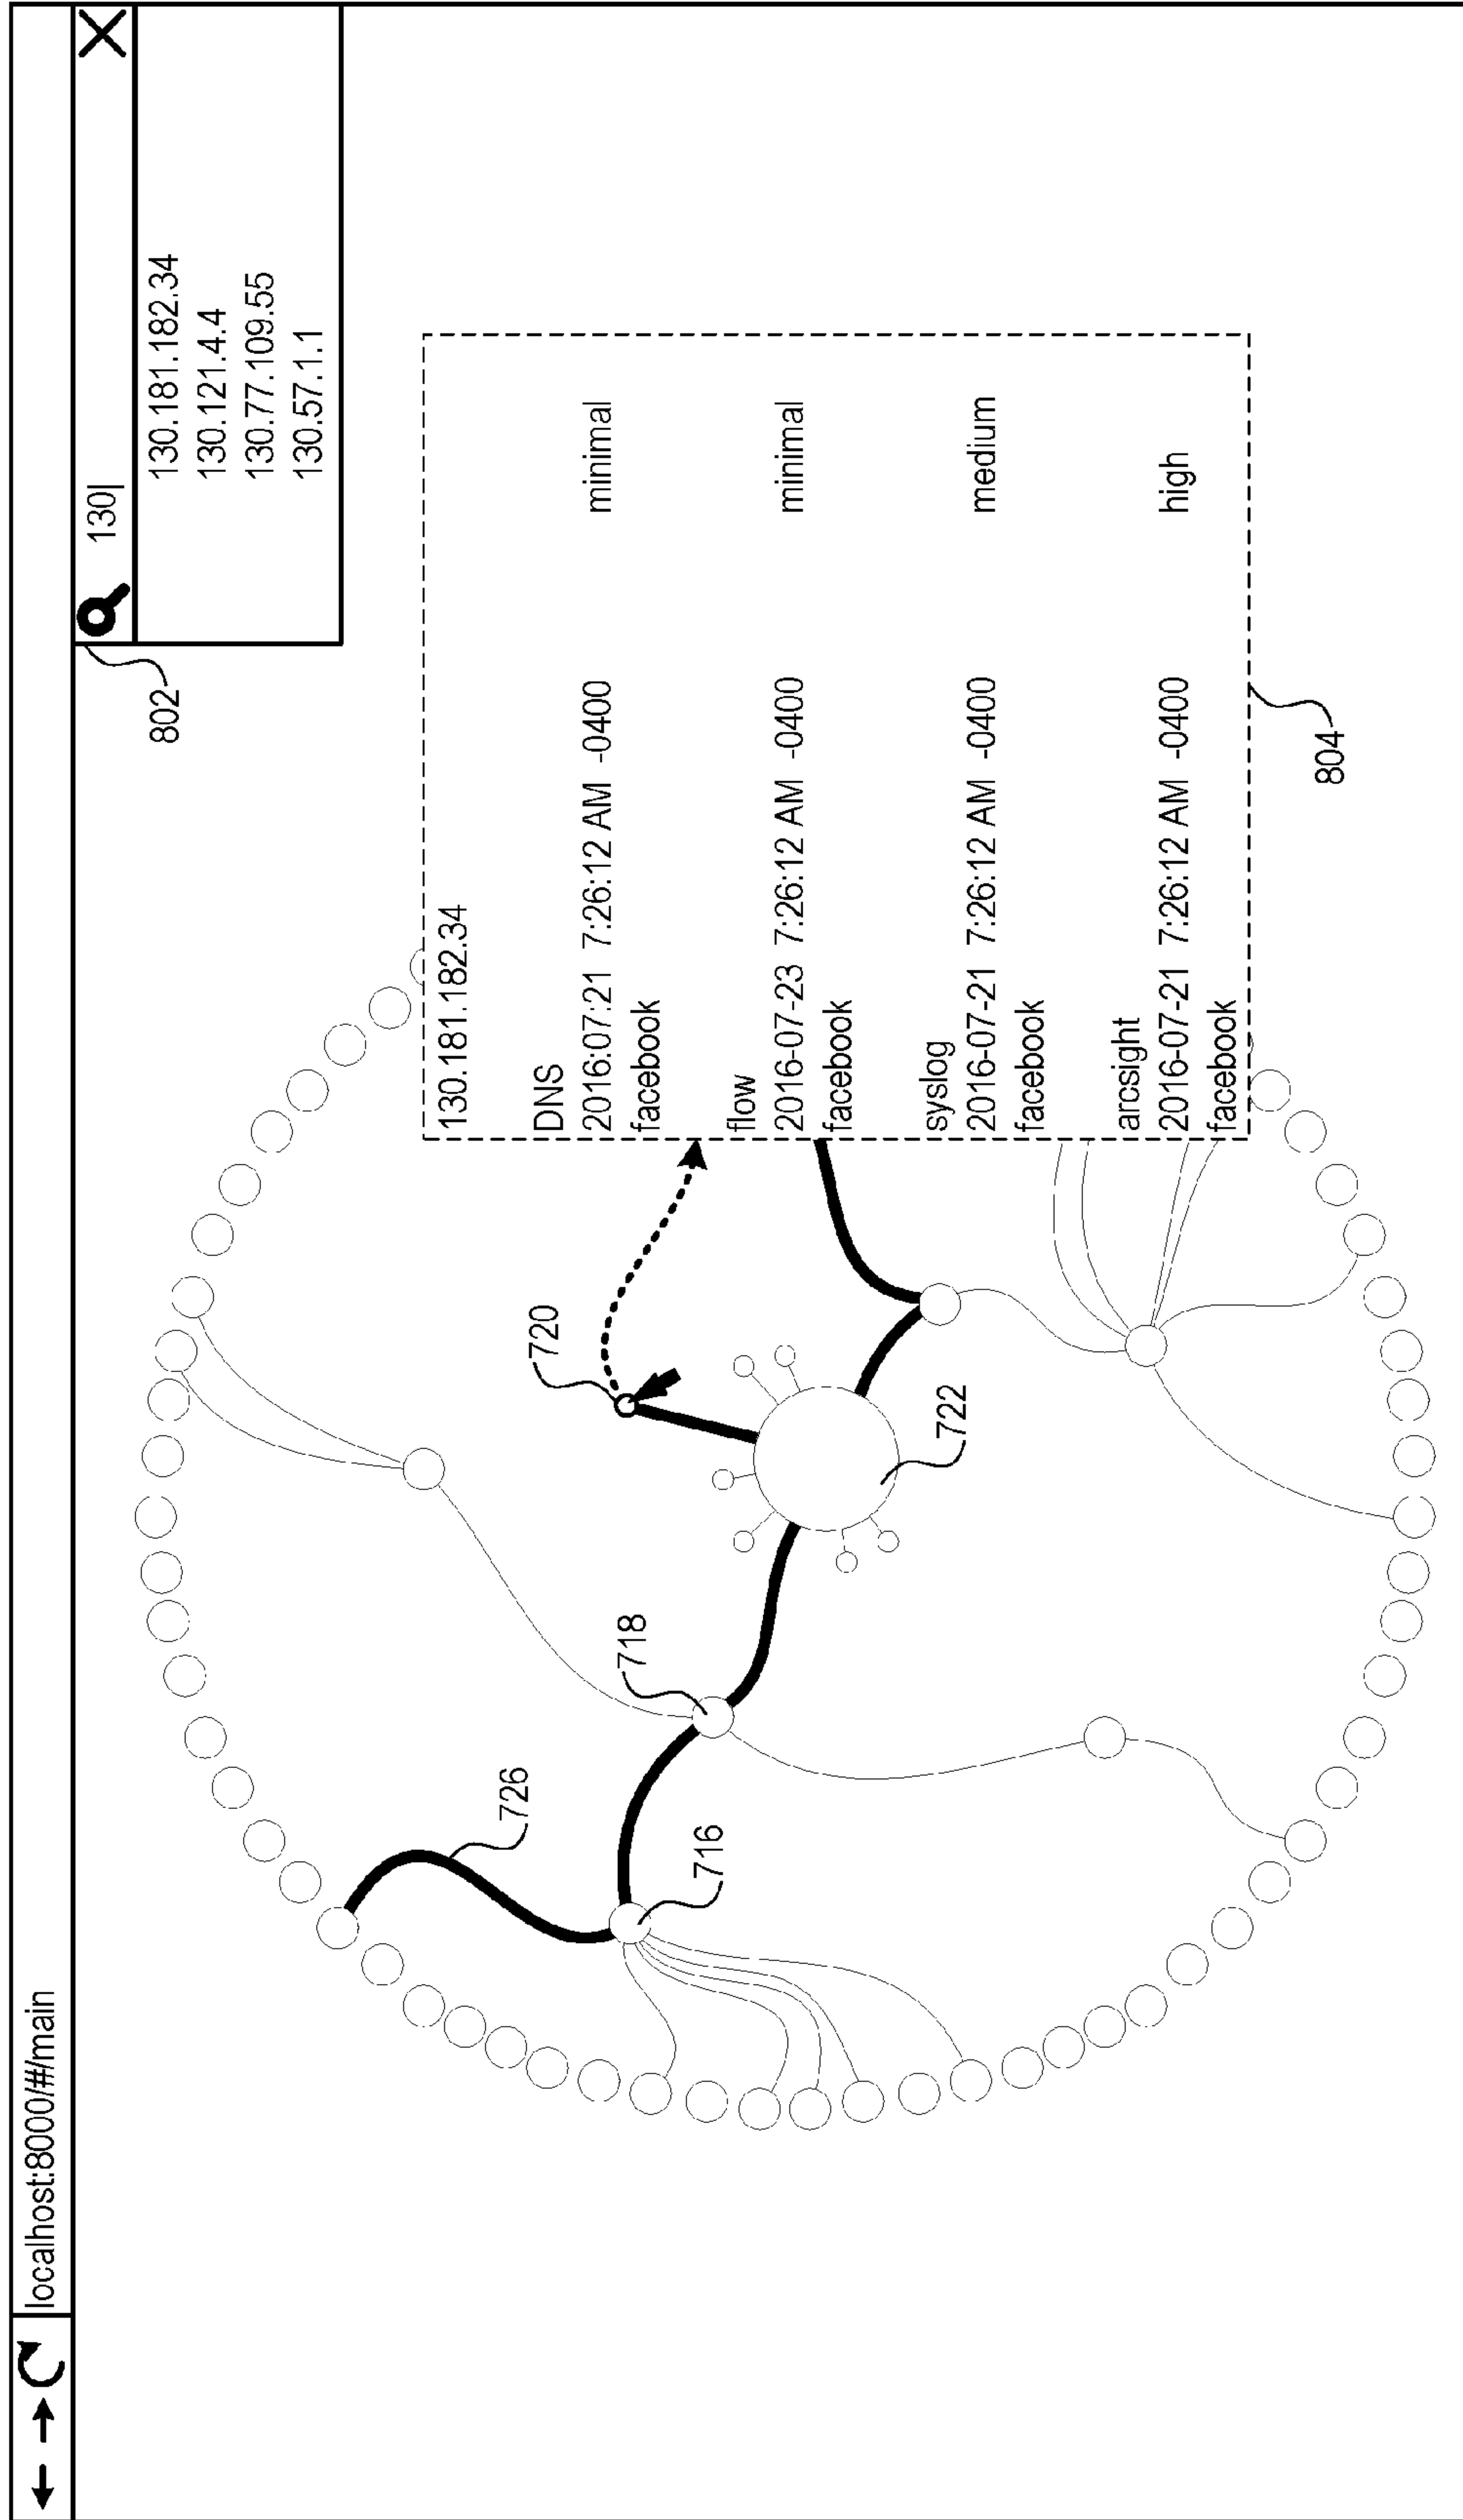 localhost:8000/#/main
130|
130.181.182.34
130.121.4.4
130.77.109.55
130.57.1.1
802
130.181.182.34
DNS
2016:07:21 7:26:12 AM -0400 minimal
facebook
flow
2016-07-23 7:26:12 AM -0400 minimal
facebook
syslog
2016-07-21 7:26:12 AM -0400 medium
facebook
arcsight
2016-07-21 7:26:12 AM -0400 high
facebook
804
726
720
718
716
722